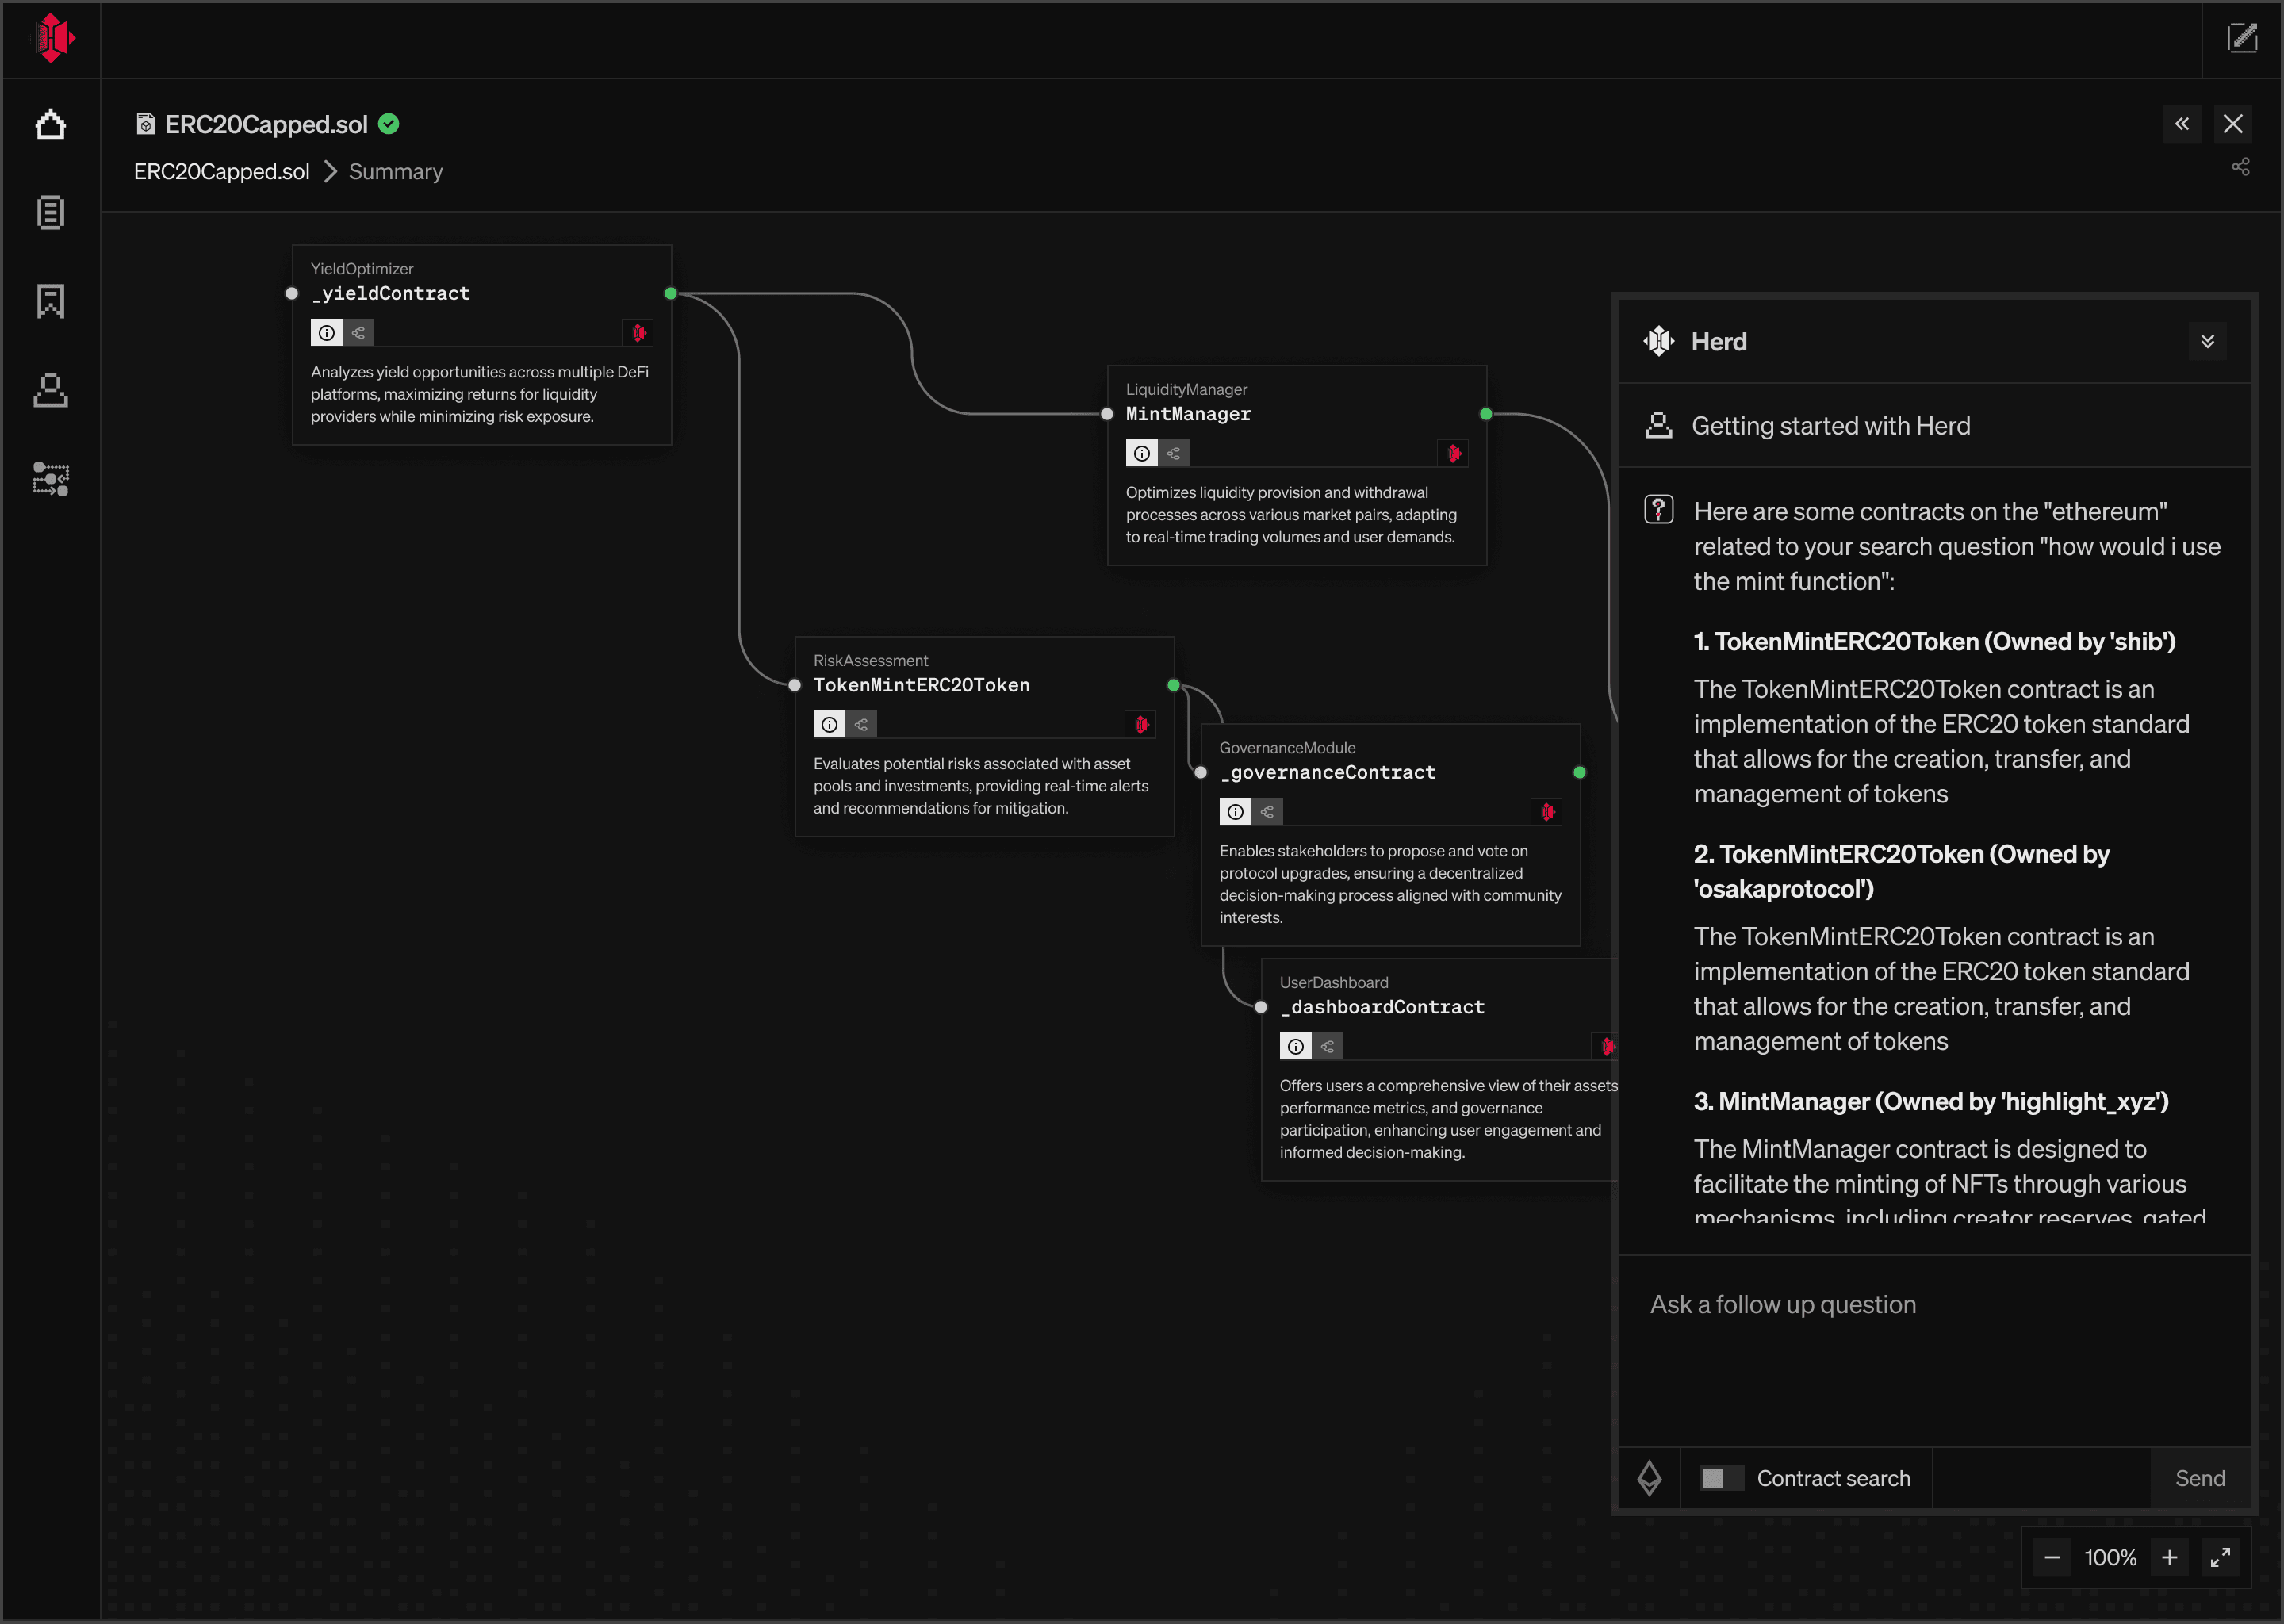 ERC20Capped.sol
ERC20Capped.sol
Summary
YieldOptimizer
_yieldContract
Analyzes yield opportunities across multiple DeFi
platforms, maximizing returns for liquidity
providers while minimizing risk exposure.
LiquidityManager
MintManager
Optimizes liquidity provision and withdrawal
processes across various market pairs, adapting
to real-time trading volumes and user demands.
RiskAssessment
TokenMintERC20Token
Evaluates potential risks associated with asset
pools and investments, providing real-time alerts
and recommendations for mitigation.
GovernanceModule
_governanceContract
Enables stakeholders to propose and vote on
protocol upgrades, ensuring a decentralized
decision-making process aligned with community
interests.
UserDashboard
_dashboardContract
Offers users a comprehensive view of their assets
performance metrics, and governance
participation, enhancing user engagement and
informed decision-making.
Herd
Getting started with Herd
Here are some contracts on the "ethereum"
related to your search question "how would i use
the mint function":
1. TokenMintERC20Token (Owned by 'shib')
The TokenMintERC20Token contract is an
implementation of the ERC20 token standard
that allows for the creation, transfer, and
management of tokens
2. TokenMintERC20Token (Owned by
'osakaprotocol')
The TokenMintERC20Token contract is an
implementation of the ERC20 token standard
that allows for the creation, transfer, and
management of tokens
3. MintManager (Owned by 'highlight_xyz')
The MintManager contract is designed to
facilitate the minting of NFTs through various
mechanisms, including creator reserves, gated
Ask a follow up question
Contract search
Send
100%